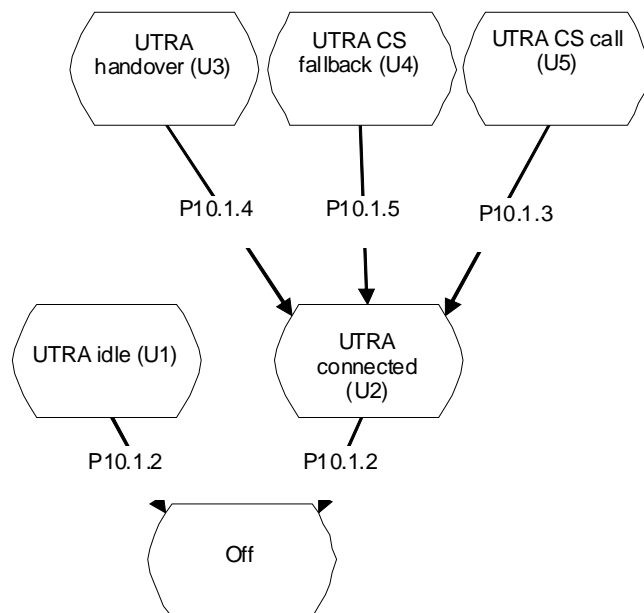 UTRA
handover (U3)
UTRA CS
fallback (U4)
UTRA CS call
(U5)
P10.1.4
P10.1.5
P10.1.3
UTRA idle (U1)
UTRA
connected
(U2)
P10.1.2
P10.1.2
Off